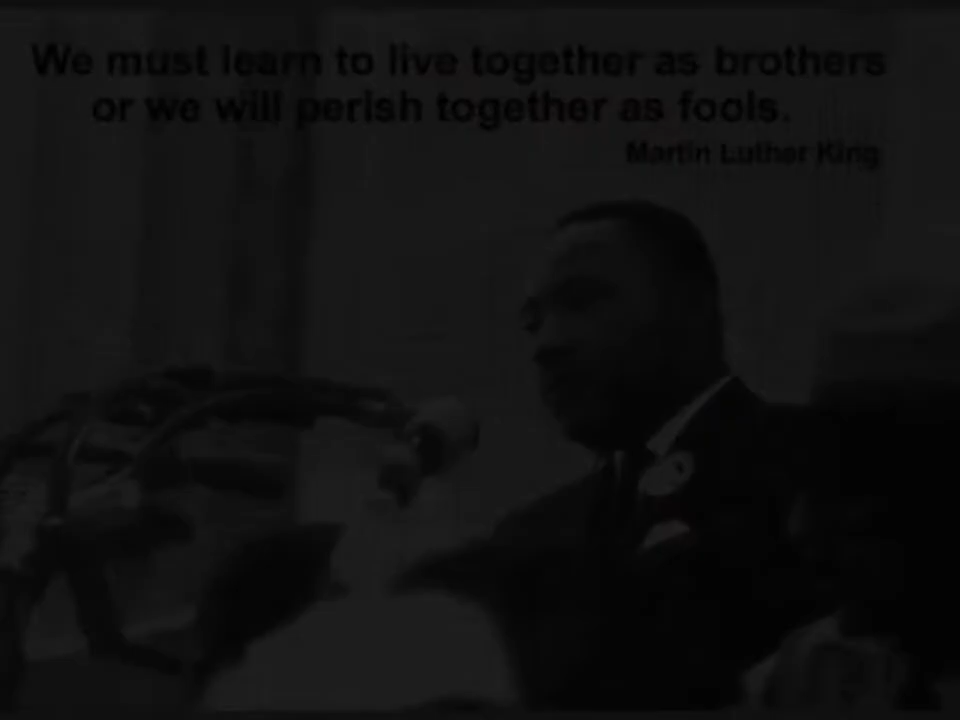 We must learn to live together as brothers
or we will perish together as fools.
Martin Luther King